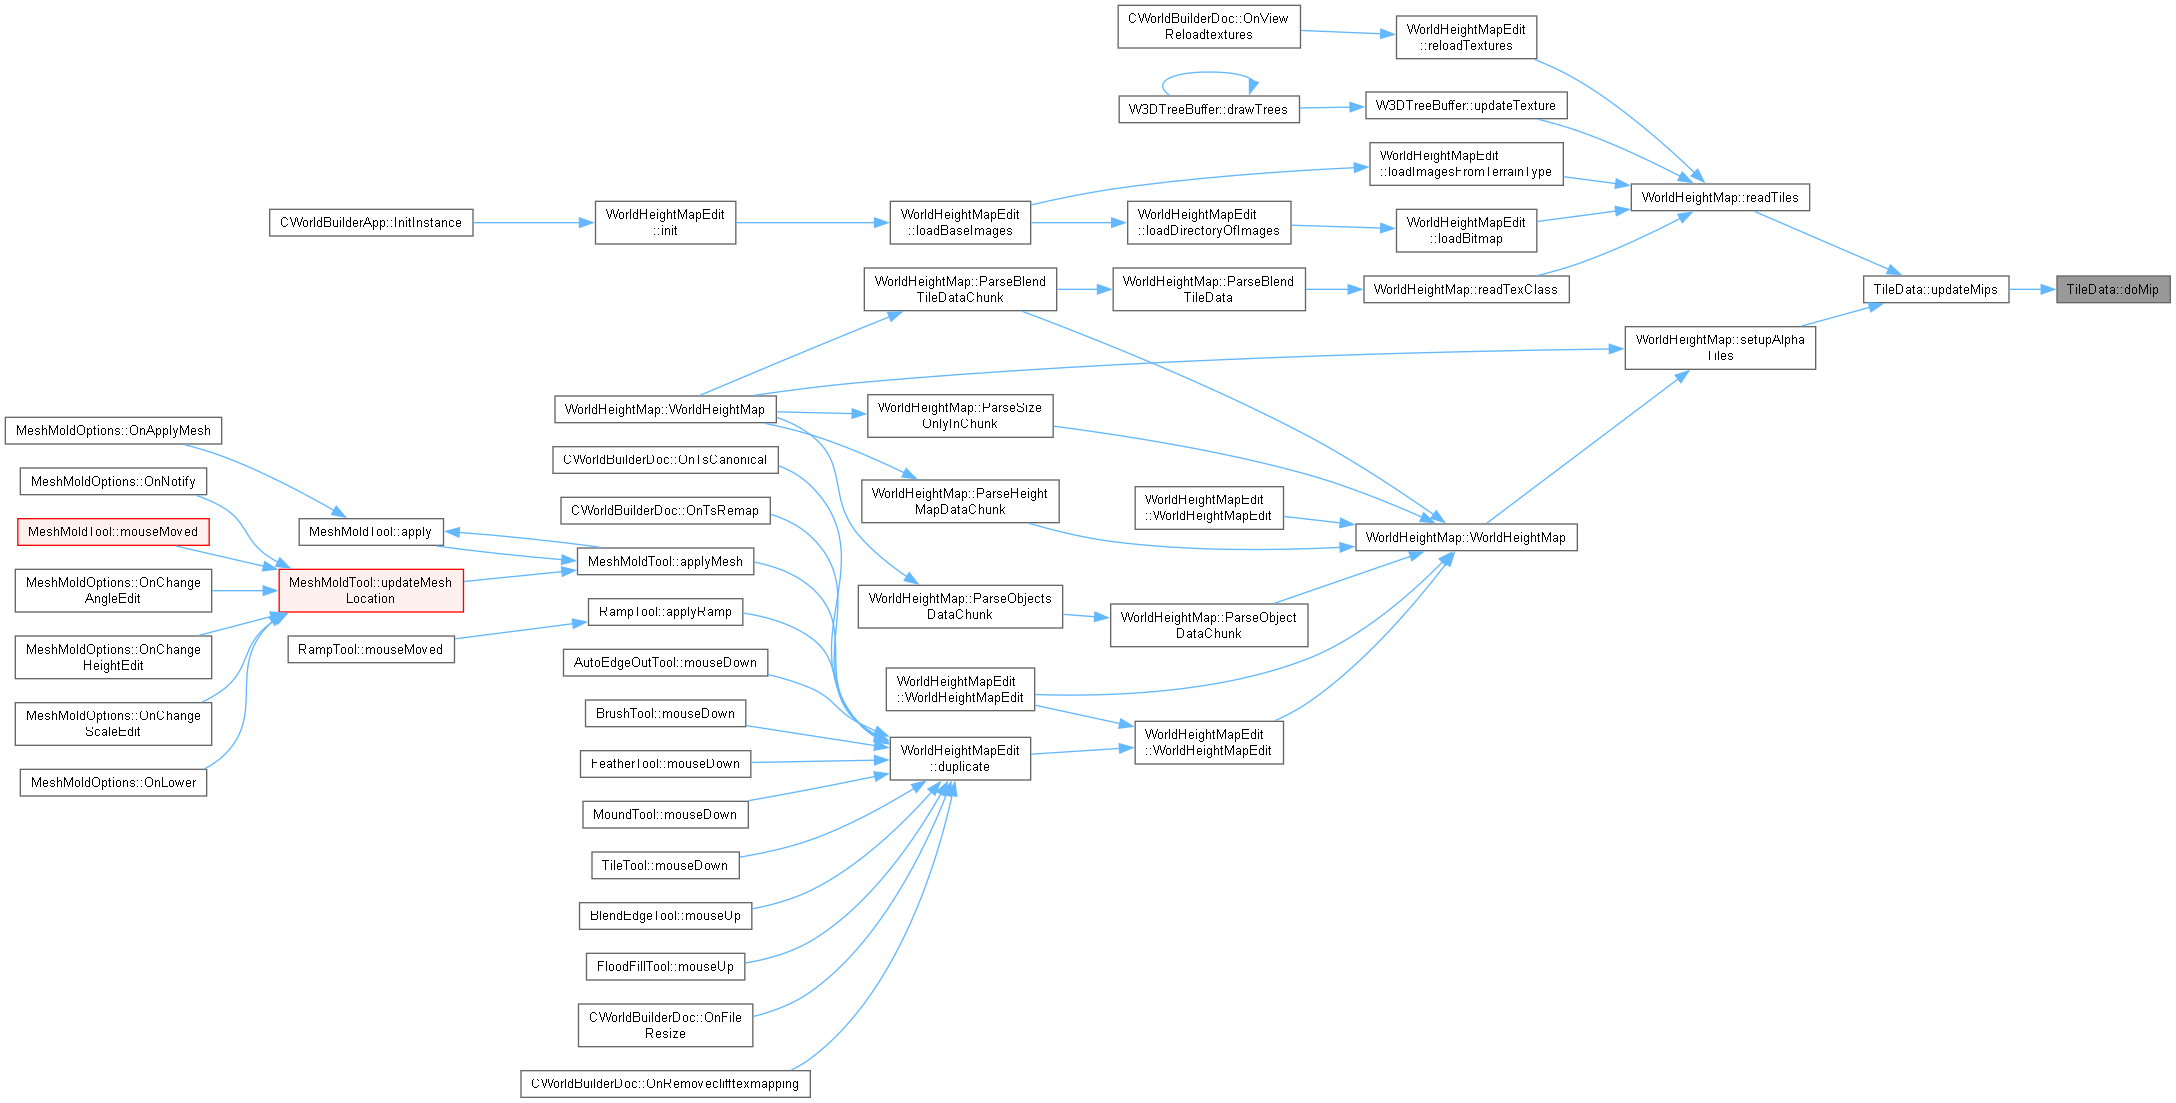 CWorldBuilderDoc::OnView
Reloadtextures
WorldHeightMapEdit
::reloadTextures
W3DTreeBuffer::drawTrees
W3DTreeBuffer::updateTexture
WorldHeightMapEdit
::loadImagesFromTerrainType
WorldHeightMap::readTiles
CWorldBuilderApp::InitInstance
WorldHeightMapEdit
::init
WorldHeightMapEdit
::loadBaseImages
WorldHeightMapEdit
::loadDirectoryOfImages
WorldHeightMapEdit
::loadBitmap
WorldHeightMap::ParseBlend
TileDataChunk
WorldHeightMap::ParseBlend
TileData
WorldHeightMap::readTexClass
TileData::updateMips
TileData::doMip
WorldHeightMap::setupAlpha
Tiles
WorldHeightMap::WorldHeightMap
WorldHeightMap::ParseSize
OnlyInChunk
MeshMoldOptions::OnApplyMesh
CWorldBuilderDoc::OnTsCanonical
MeshMoldOptions::OnNotify
WorldHeightMap::ParseHeight
MapDataChunk
WorldHeightMapEdit
::WorldHeightMapEdit
CWorldBuilderDoc::OnTsRemap
MeshMoldTool::mouseMoved
MeshMoldTool::apply
WorldHeightMap::WorldHeightMap
MeshMoldTool::applyMesh
MeshMoldOptions::OnChange
AngleEdit
MeshMoldTool::updateMesh
Location
RampTool::applyRamp
WorldHeightMap::ParseObjects
DataChunk
WorldHeightMap::ParseObject
DataChunk
MeshMoldOptions::OnChange
HeightEdit
RampTool::mouseMoved
AutoEdgeOutTool::mouseDown
WorldHeightMapEdit
::WorldHeightMapEdit
MeshMoldOptions::OnChange
ScaleEdit
BrushTool::mouseDown
WorldHeightMapEdit
::WorldHeightMapEdit
WorldHeightMapEdit
::duplicate
FeatherTool::mouseDown
MeshMoldOptions::OnLower
MoundTool::mouseDown
TileTool::mouseDown
BlendEdgeTool::mouseUp
FloodFillTool::mouseUp
CWorldBuilderDoc::OnFile
Resize
CWorldBuilderDoc::OnRemoveclifftexmapping